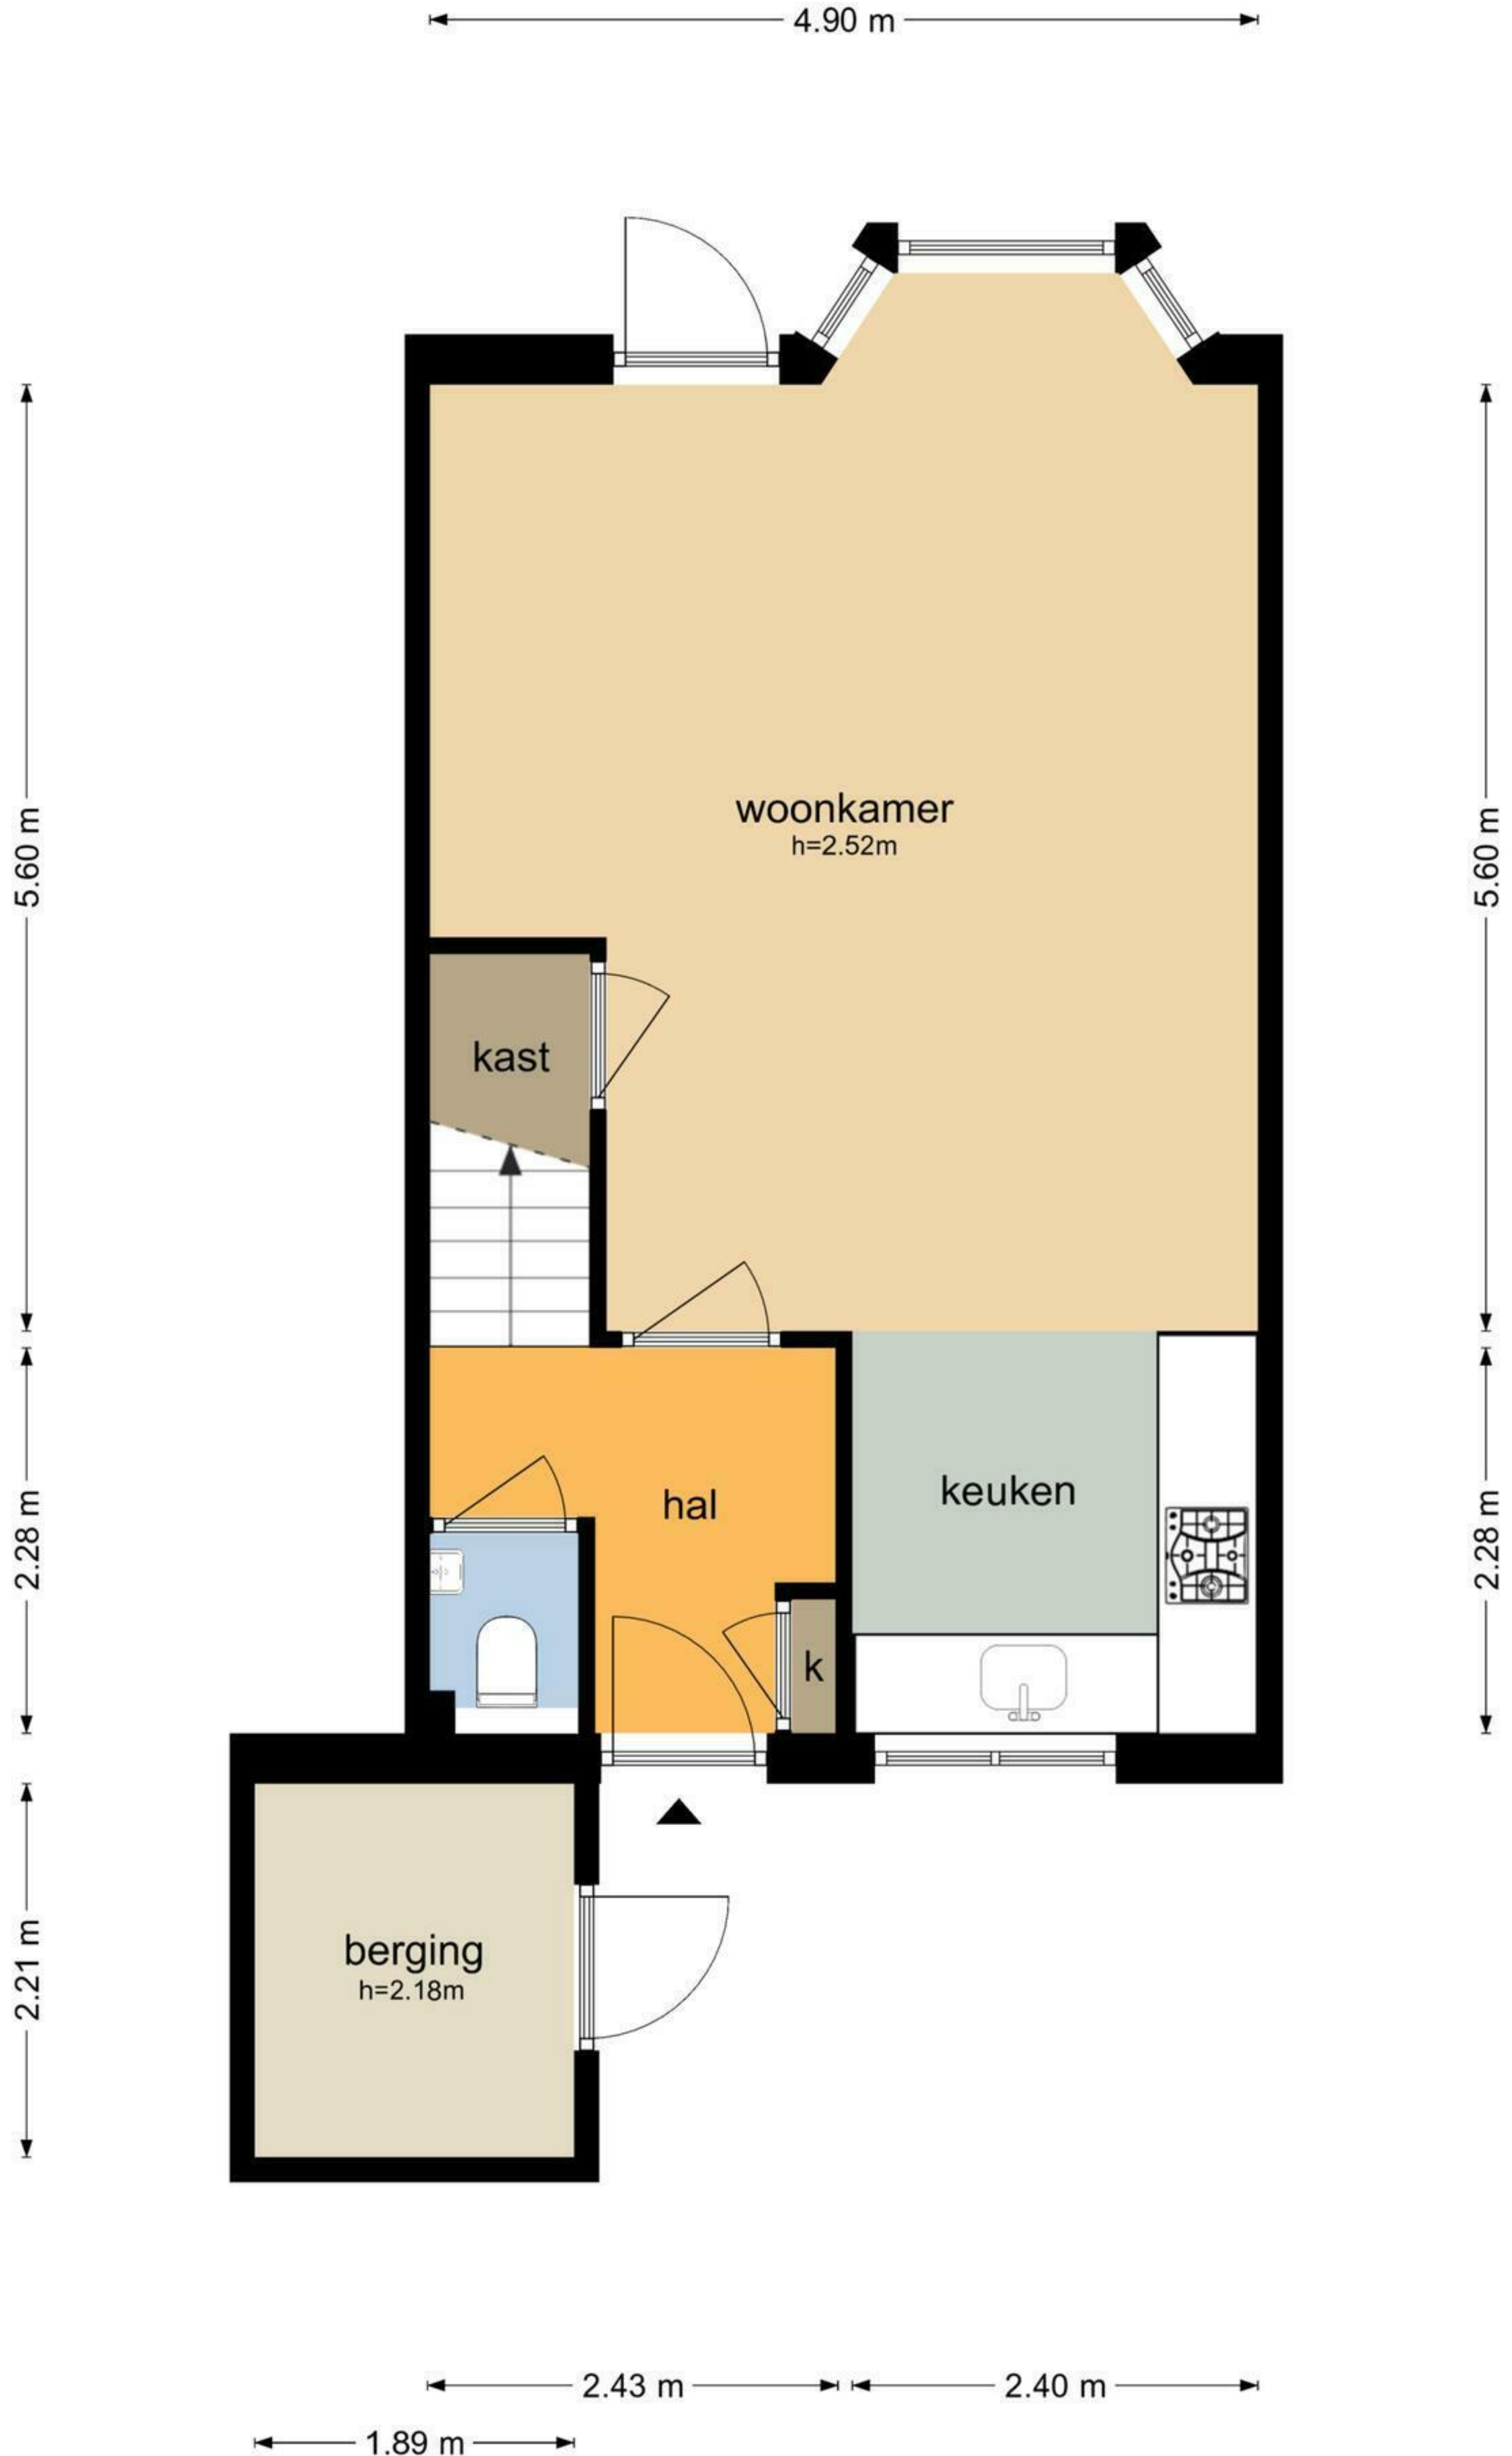 4.90 m
woonkamer
h=2.52m
5.60 m
5.60 m
kast
hal
keuken
2.28 m
2.28 m
k
berging
h=2.18m
2.21 m
2.43 m
2.40 m
1.89 m